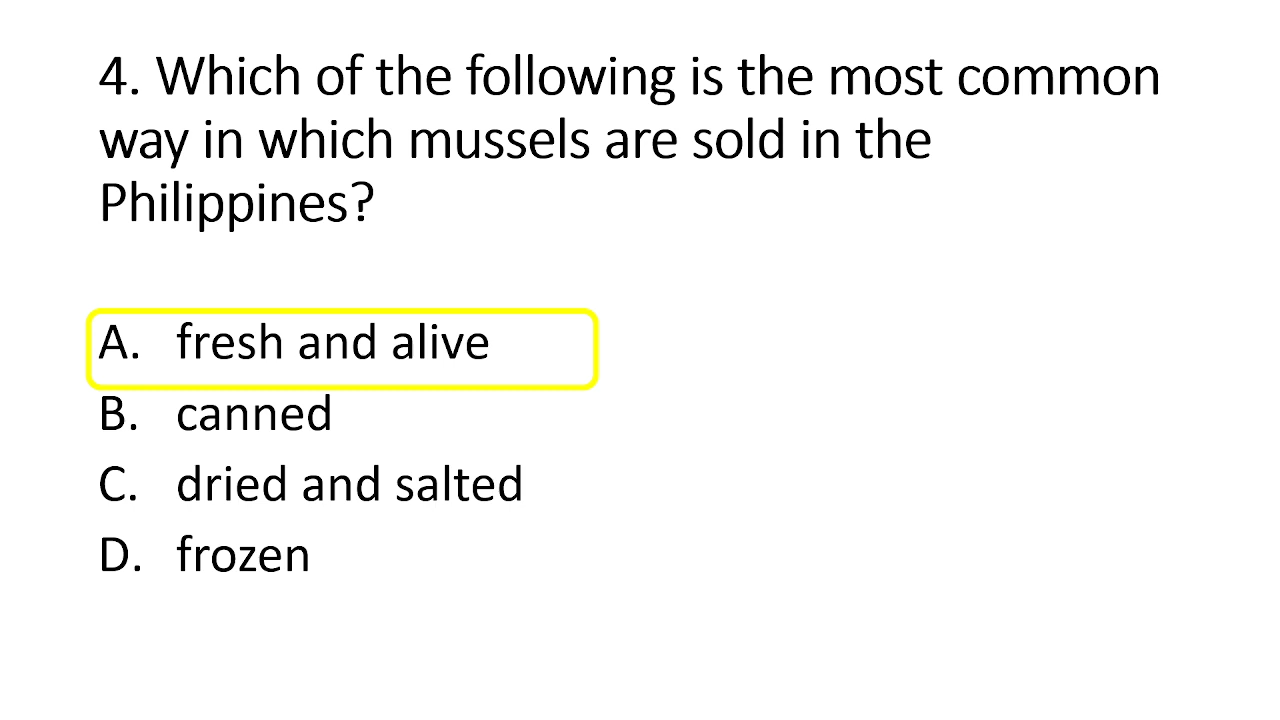 4. Which of the following is the most common
way in which mussels are sold in the
Philippines?
A. fresh and alive
B. canned
C. dried and salted
D. frozen